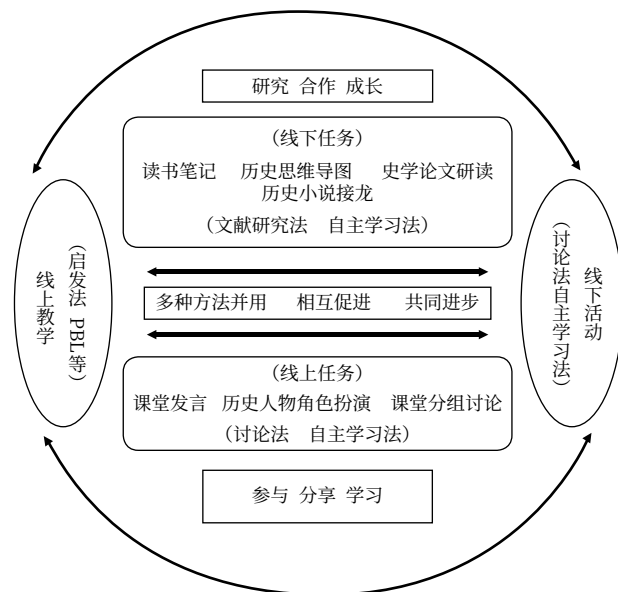 研究 合作 成长
(线下任务)
读书笔记 历史思维导图 史学论文研读
历史小说接龙
(文献研究法 自主学习法)
线上教学
(启发法 PBL等)
多种方法并用 相互促进 共同进步
线下活动
(讨论法自主学习法)
(线上任务)
课堂发言 历史人物角色扮演 课堂分组讨论
(讨论法 自主学习法)
参与 分享 学习